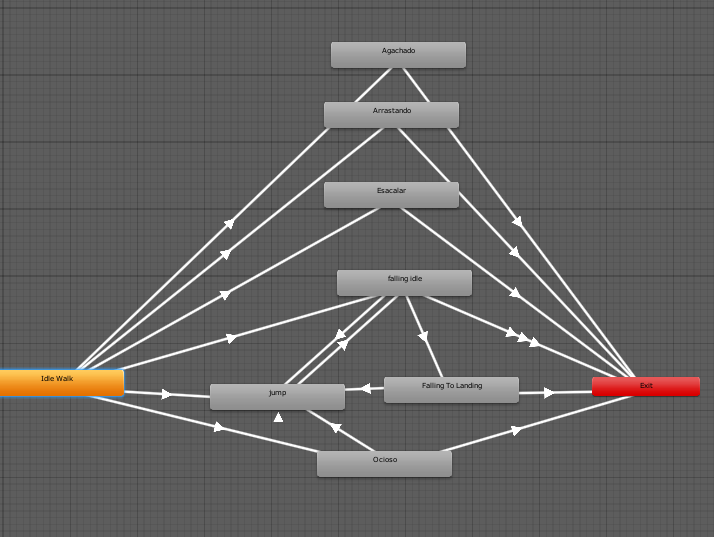 Agachado
Arrastando
Esacalar
falling idle
Idle Walk
jump
Falling To Landing
Exit
Ocioso